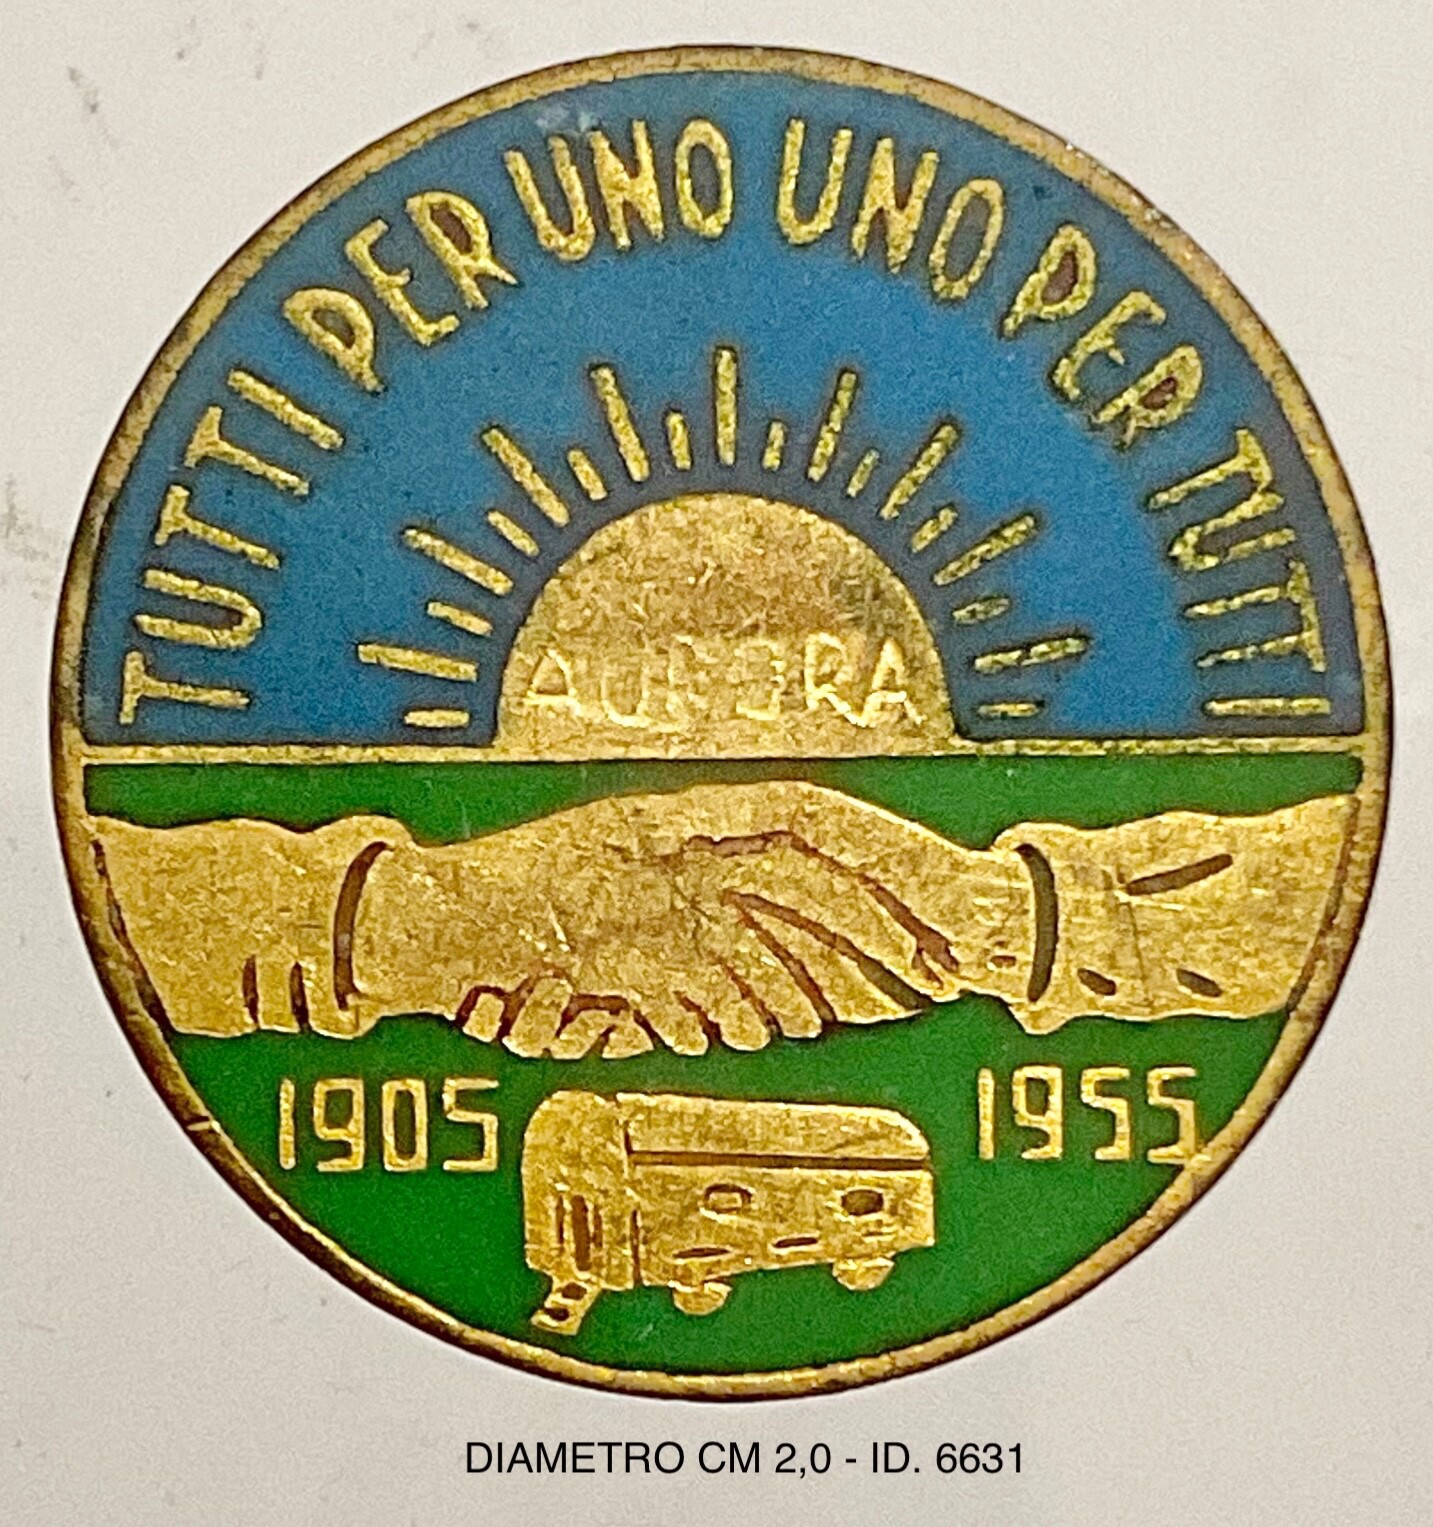 TUTTI PER UNO UNO PER TUTTI
AURORA
1905 1955
DIAMETRO CM 2,0 - ID. 6631